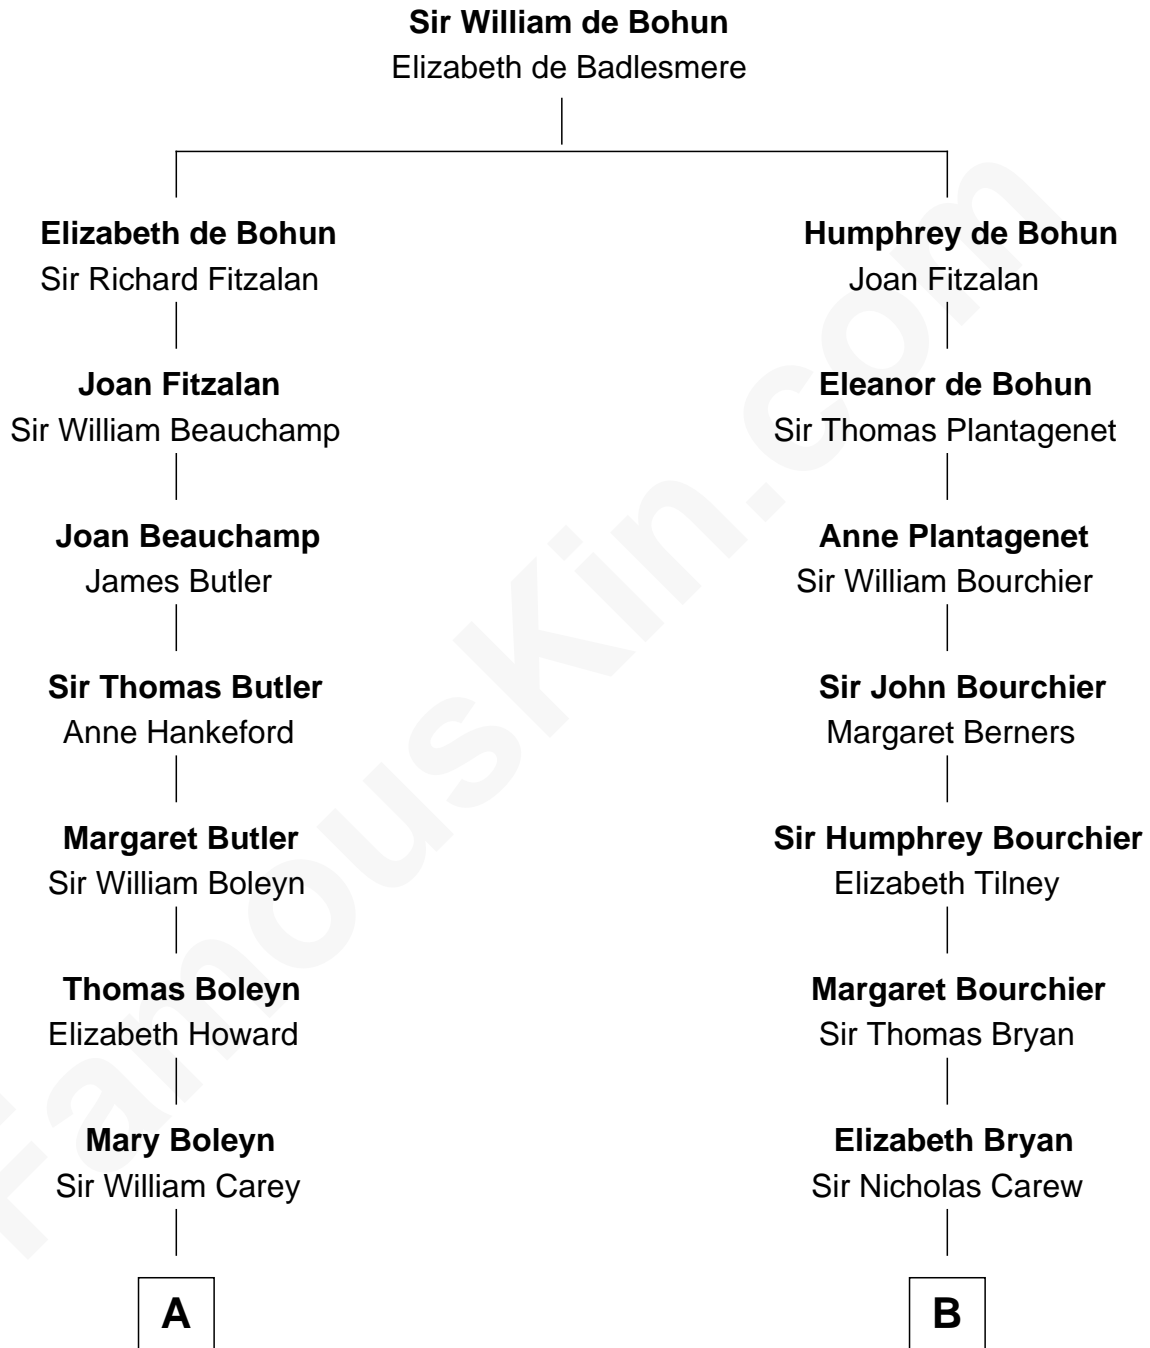 Sir William de Bohun
Elizabeth de Badlesmere
Elizabeth de Bohun
Sir Richard Fitzalan
Joan Fitzalan
Sir William Beauchamp
Joan Beauchamp
James Butler
Sir Thomas Butler
Anne Hankeford
Margaret Butler
Sir William Boleyn
Thomas Boleyn
Elizabeth Howard
Mary Boleyn
Sir William Carey
A
Humphrey de Bohun
Joan Fitzalan
Eleanor de Bohun
Sir Thomas Plantagenet
Anne Plantagenet
Sir William Bourchier
Sir John Bourchier
Margaret Berners
Sir Humphrey Bourchier
Elizabeth Tilney
Margaret Bourchier
Sir Thomas Bryan
Elizabeth Bryan
Sir Nicholas Carew
B
FamousKin.com